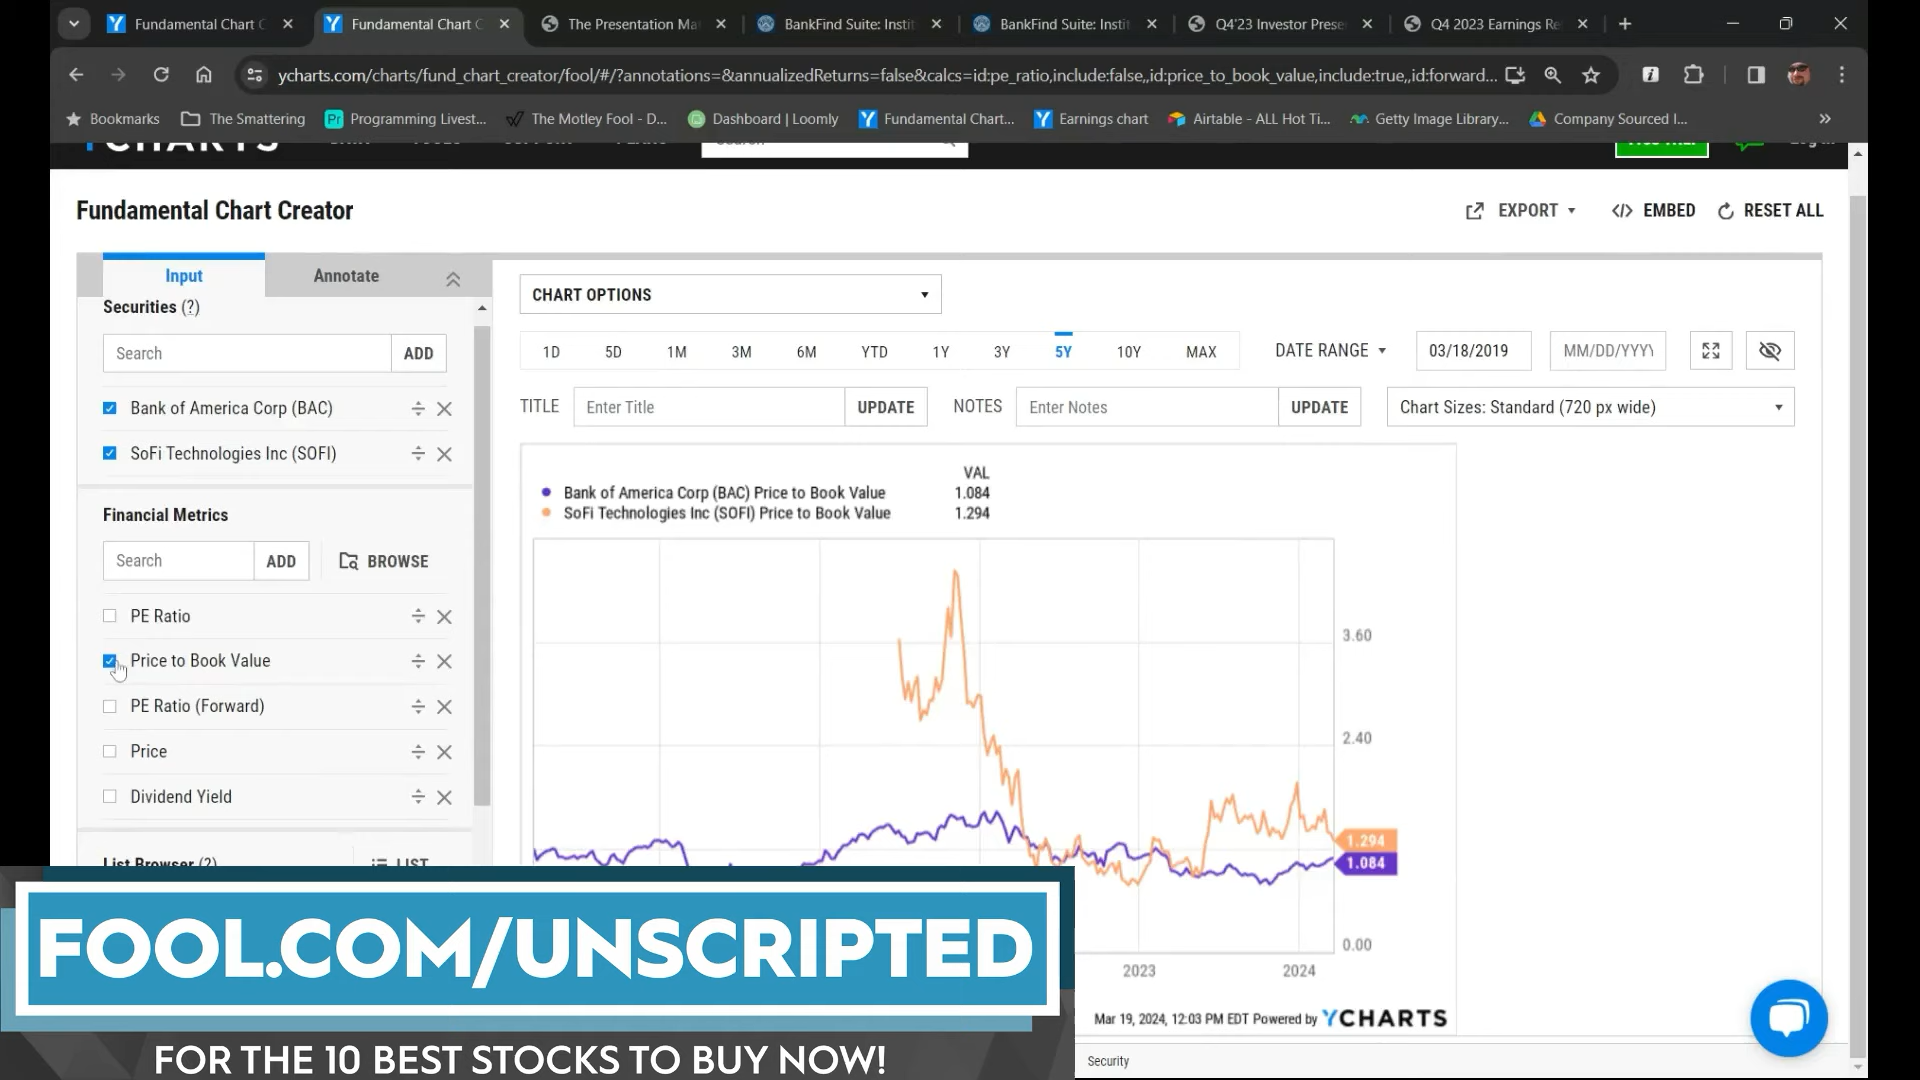 Fundamental Chart C
Fundamental Chart C
The Presentation Ma
BankFind Suite: Instit
BankFind Suite: Instit
Q4'23 Investor Prese
Q4 2023 Earnings Re
ycharts.com/charts/fund_chart_creator/fool/#/?annotations=&annualizedReturns=false&calcs=id:pe_ratio,include:false,,id:price_to_book_value,include:true,,id:forward...
Bookmarks
The Smattering
Programming Livest...
The Motley Fool - D...
Dashboard | Loomly
Fundamental Chart...
Earnings chart
Airtable - ALL Hot Ti...
Getty Image Library...
Company Sourced I...
Fundamental Chart Creator
EXPORT
EMBED
RESET ALL
Input
Annotate
Securities (?)
Search
ADD
Bank of America Corp (BAC)
SoFi Technologies Inc (SOFI)
Financial Metrics
Search
ADD
BROWSE
PE Ratio
Price to Book Value
PE Ratio (Forward)
Price
Dividend Yield
List Browser (?)
LIST
CHART OPTIONS
1D 5D 1M 3M 6M YTD 1Y 3Y 5Y 10Y MAX
DATE RANGE
03/18/2019
MM/DD/YYYY
TITLE
Enter Title
UPDATE
NOTES
Enter Notes
UPDATE
Chart Sizes: Standard (720 px wide)
VAL
Bank of America Corp (BAC) Price to Book Value 1.084
SoFi Technologies Inc (SOFI) Price to Book Value 1.294
3.60
2.40
1.294
1.084
0.00
2023
2024
Mar 19, 2024, 12:03 PM EDT Powered by YCHARTS
Security
FOOL.COM/UNSCRIPTED
FOR THE 10 BEST STOCKS TO BUY NOW!